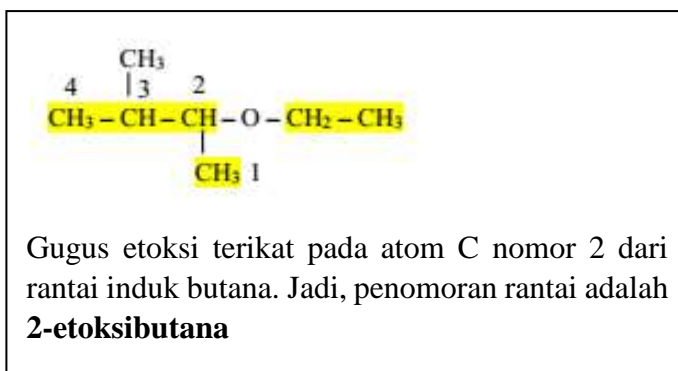 CH₃
4 | 3 2
CH₃ – CH – CH – O – CH₂ – CH₃
|
CH₃ 1
Gugus etoksi terikat pada atom C nomor 2 dari
rantai induk butana. Jadi, penomoran rantai adalah
2-etoksibutana